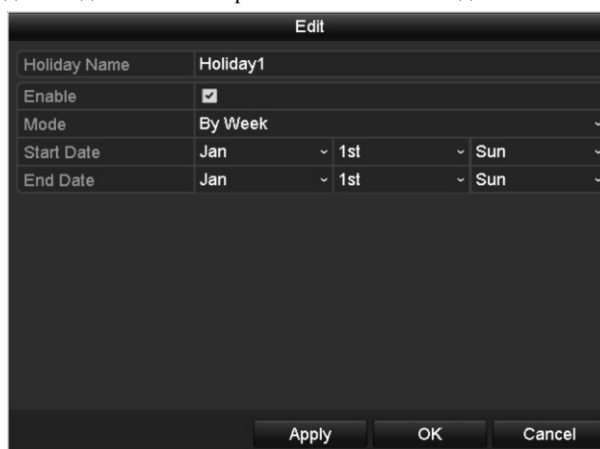 Edit
Holiday Name Holiday1
Enable
Mode By Week
Start Date Jan 1st Sun
End Date Jan 1st Sun
Apply OK Cancel